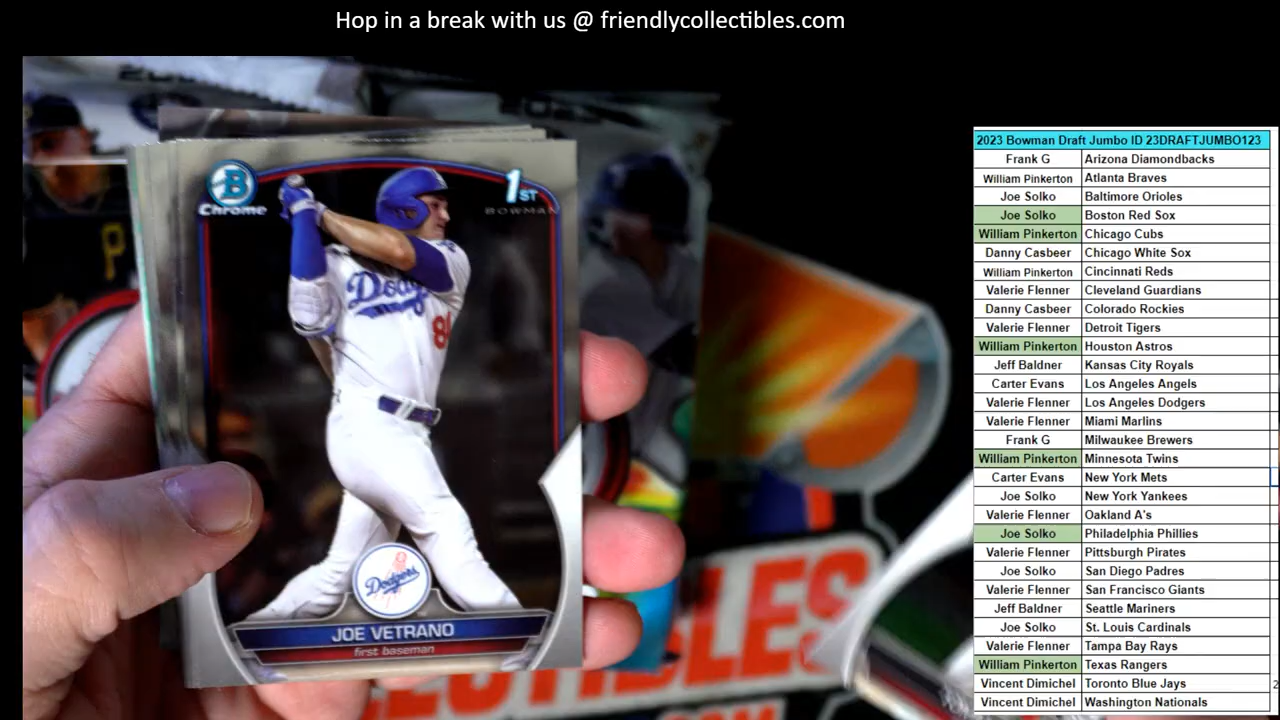 Hop in a break with us @ friendlycollectibles.com
B
Chrome
1ST
BOWMAN
P
Dodg
8
Dodgers
JOE VETRANO
first baseman
2023 Bowman Draft Jumbo ID 23DRAFTJUMBO123
Frank G Arizona Diamondbacks
William Pinkerton Atlanta Braves
Joe Solko Baltimore Orioles
Joe Solko Boston Red Sox
William Pinkerton Chicago Cubs
Danny Casbeer Chicago White Sox
William Pinkerton Cincinnati Reds
Valerie Flenner Cleveland Guardians
Danny Casbeer Colorado Rockies
Valerie Flenner Detroit Tigers
William Pinkerton Houston Astros
Jeff Baldner Kansas City Royals
Carter Evans Los Angeles Angels
Valerie Flenner Los Angeles Dodgers
Valerie Flenner Miami Marlins
Frank G Milwaukee Brewers
William Pinkerton Minnesota Twins
Carter Evans New York Mets
Joe Solko New York Yankees
Valerie Flenner Oakland A's
Joe Solko Philadelphia Phillies
Valerie Flenner Pittsburgh Pirates
Joe Solko San Diego Padres
Valerie Flenner San Francisco Giants
Jeff Baldner Seattle Mariners
Joe Solko St. Louis Cardinals
Valerie Flenner Tampa Bay Rays
William Pinkerton Texas Rangers
Vincent Dimichel Toronto Blue Jays
Vincent Dimichel Washington Nationals